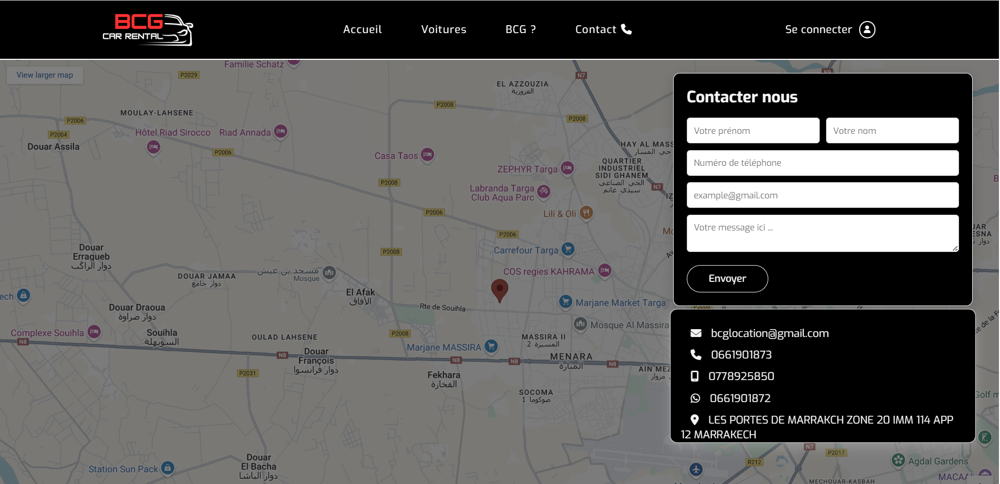 BCG
CAR RENTAL
Accueil
Voitures
BCG ?
Contact
Se connecter
View larger map
Familie Schatz
P2029
N7
N9
EL AZZOUZIA
العزوزية
MOULAY-LAHSENE
P2008
P2008
P2006
P2004
Hôtel Riad Sirocco
Riad Annada
Douar Assila
P2006
Casa Taos
HAY AL MASS
حي المسار
QUARTIER
INDUSTRIEL
SIDI GHANEM
الحي الصناعي
سيدي غانم
ZEPHYR Targa
P2008
N7
Labranda Targa
Club Aqua Parc
Lili & Oli
P2006
P2006
Carrefour Targa
P2008
Douar
Erragueb
دوار الراكب
COS regies KAHRAMA
DOUAR JAMAA
دوار جامع
مسجد بن عيش
Mosque
El Afak
الآفاق
Rte de Souihla
Marjane Market Targa
Douar Draoua
دوار ضراوة
Mosque Al Massira
Complexe Souihla
Souihla
السويهلة
OULAD LAHSENE
P2008
MASSIRA II
المسيرة 2
N8
Marjane MASSIRA
Douar
François
دوار فرانسوا
N8
N8
N8
MENARA
المنارة
N8
AÏN MEZ
مزوار
P2031
Fekhara
الفخارة
SOCOMA
صوكوما 1
Douar
El Bacha
دوار الباشا
Station Sun Pack
Contacter nous
Votre prénom
Votre nom
Numéro de téléphone
example@gmail.com
Votre message ici ...
Envoyer
P2006
bcglocation@gmail.com
0661901873
0778925850
0661901872
LES PORTES DE MARRAKCH ZONE 20 IMM 114 APP
12 MARRAKECH
N7
P2017
R212
Agdal Gardens
MECHOUAR-KASBAH